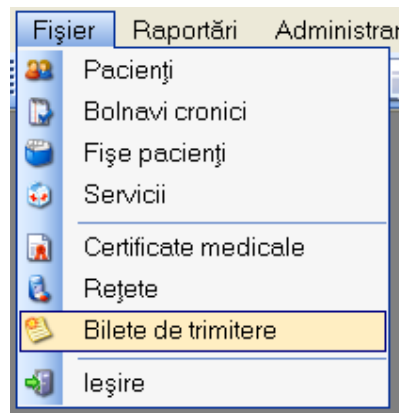 Fişier Raportări Administrar
Pacienţi
Bolnavi cronici
Fişe pacienţi
Servicii
Certificate medicale
Reţete
Bilete de trimitere
Ieşire